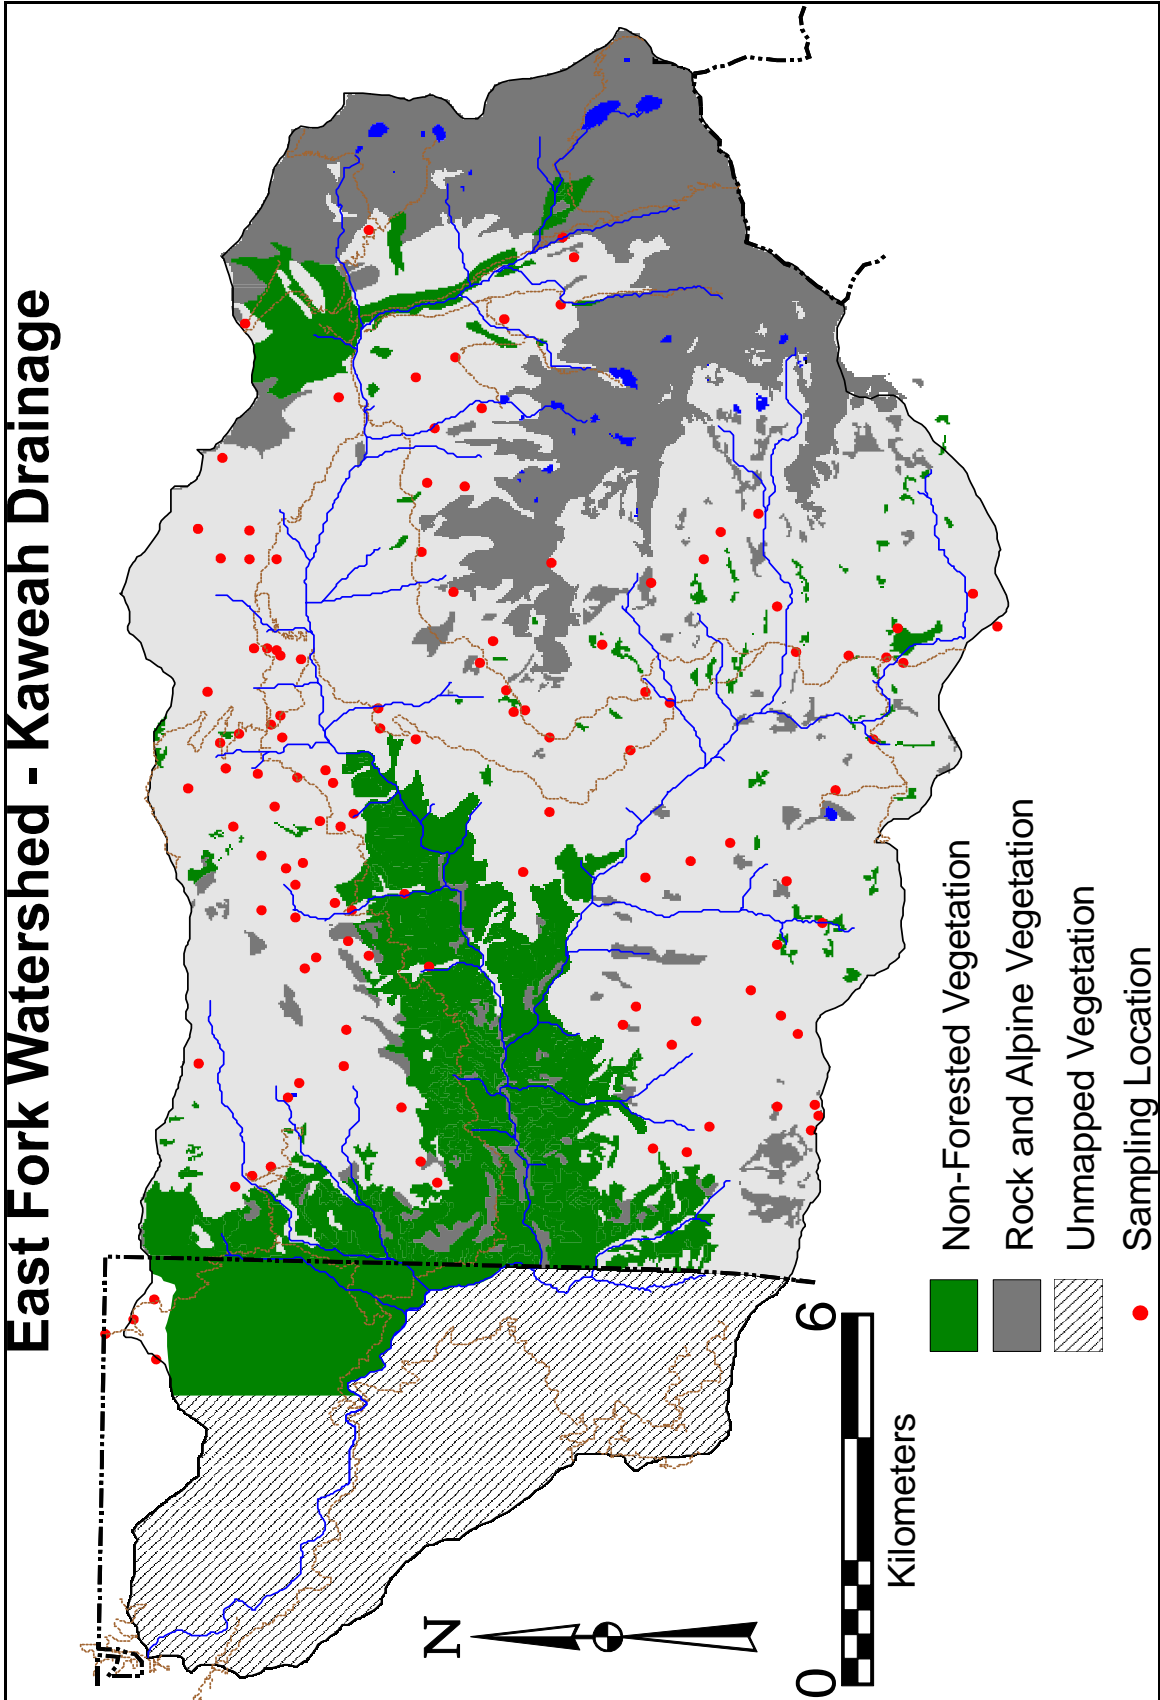 East Fork Watershed - Kaweah Drainage
N
0
6
Kilometers
Non-Forested Vegetation
Rock and Alpine Vegetation
Unmapped Vegetation
Sampling Location